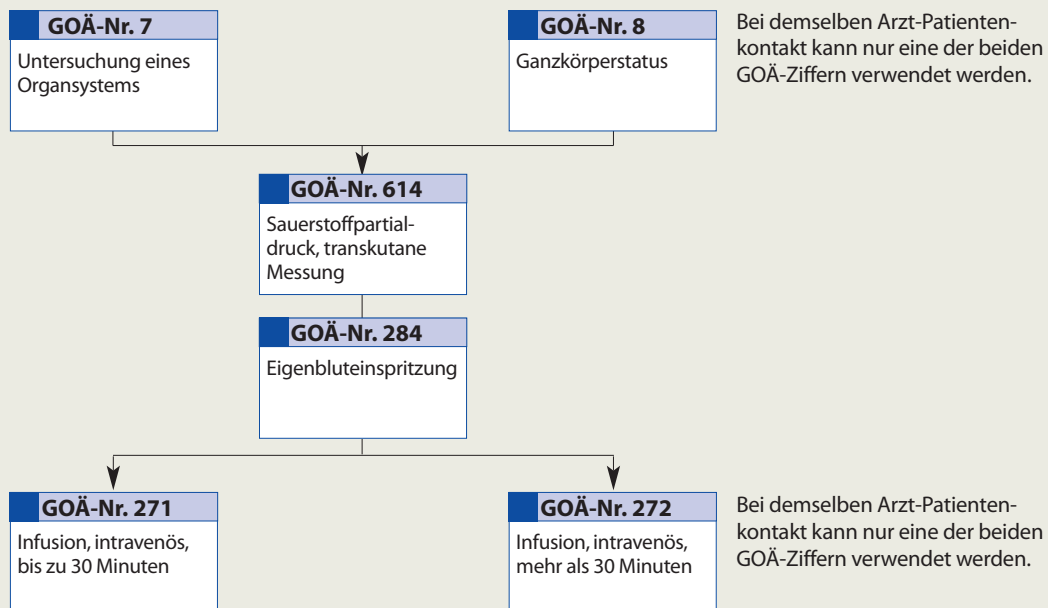 GOÄ-Nr. 7
Untersuchung eines
Organsystems
GOÄ-Nr. 8
Ganzkörperstatus
Bei demselben Arzt-Patienten-
kontakt kann nur eine der beiden
GOÄ-Ziffern verwendet werden.
GOÄ-Nr. 614
Sauerstoffpartial-
druck, transkutane
Messung
GOÄ-Nr. 284
Eigenbluteinspritzung
GOÄ-Nr. 271
Infusion, intravenös,
bis zu 30 Minuten
GOÄ-Nr. 272
Infusion, intravenös,
mehr als 30 Minuten
Bei demselben Arzt-Patienten-
kontakt kann nur eine der beiden
GOÄ-Ziffern verwendet werden.